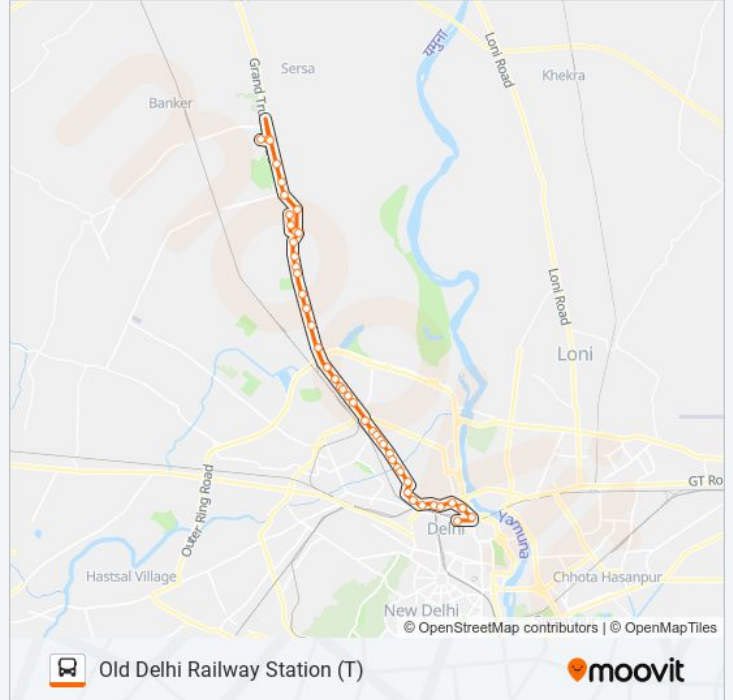 यमुना
Loni Road
Sersa
Grand Tru
Khekra
Banker
Loni Road
Loni
GT Ro
Outer Ring Road
Delhi
Yamuna
Hastsal Village
Chhota Hasanpur
New Delhi
© OpenStreetMap contributors | © OpenMapTiles
Old Delhi Railway Station (T)
moovit